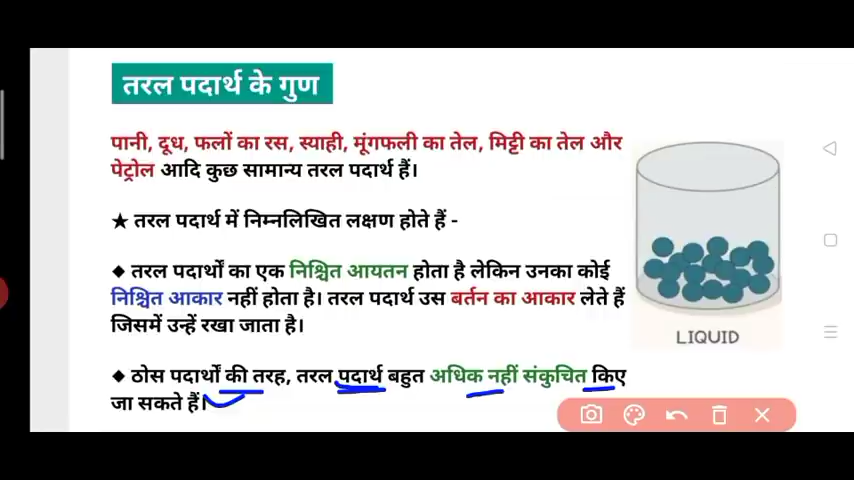 तरल पदार्थ के गुण
पानी, दूध, फलों का रस, स्याही, मूंगफली का तेल, मिट्टी का तेल और
पेट्रोल आदि कुछ सामान्य तरल पदार्थ हैं।
★ तरल पदार्थ में निम्नलिखित लक्षण होते हैं -
◆ तरल पदार्थों का एक निश्चित आयतन होता है लेकिन उनका कोई
निश्चित आकार नहीं होता है। तरल पदार्थ उस बर्तन का आकार लेते हैं
जिसमें उन्हें रखा जाता है।
LIQUID
◆ ठोस पदार्थों की तरह, तरल पदार्थ बहुत अधिक नहीं संकुचित किए
जा सकते हैं।